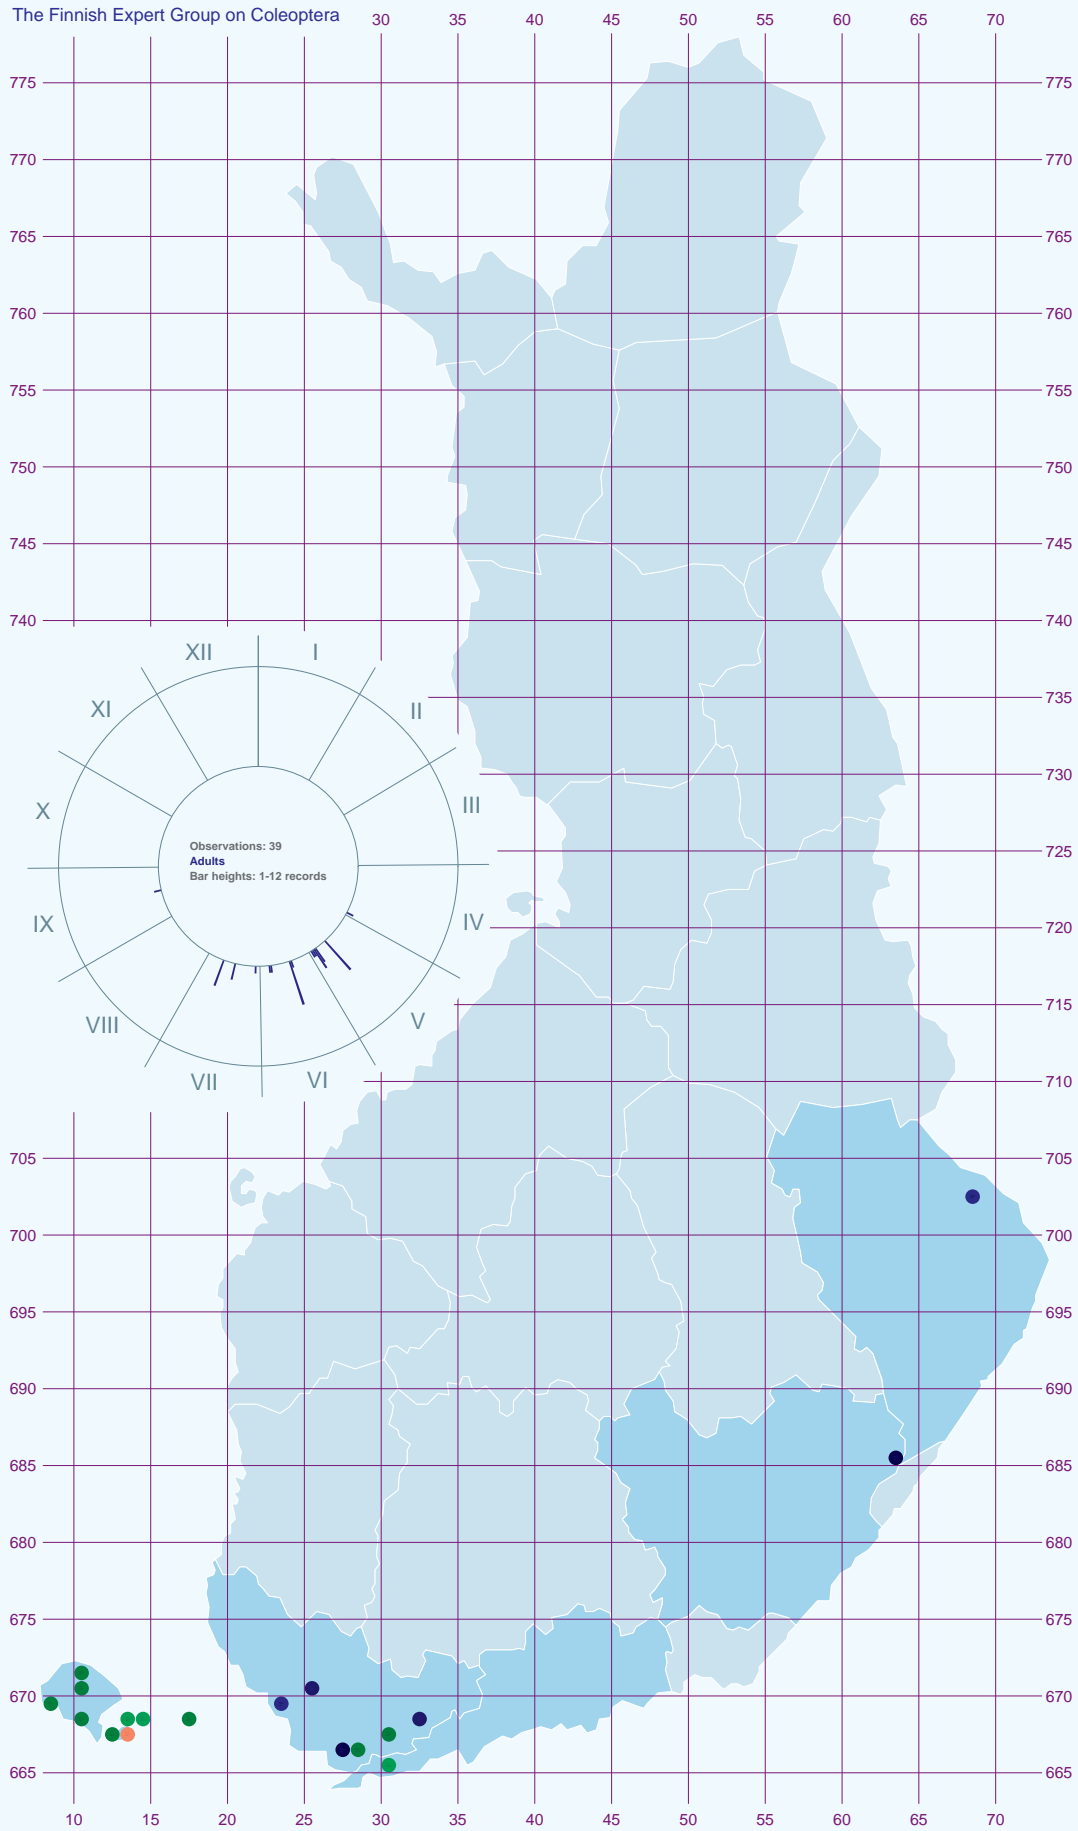 The Finnish Expert Group on Coleoptera
30 35 40 45 50 55 60 65 70
775 775
770 770
765 765
760 760
755 755
750 750
745 745
740 740
XII I
XI II
735
730
X III
Observations: 39
Adults
Bar heights: 1-12 records
725
IX IV
720
VIII V
715
VII VI
710
705 705
700 700
695 695
690 690
685 685
680 680
675 675
670 670
665 665
10 15 20 25 30 35 40 45 50 55 60 65 70